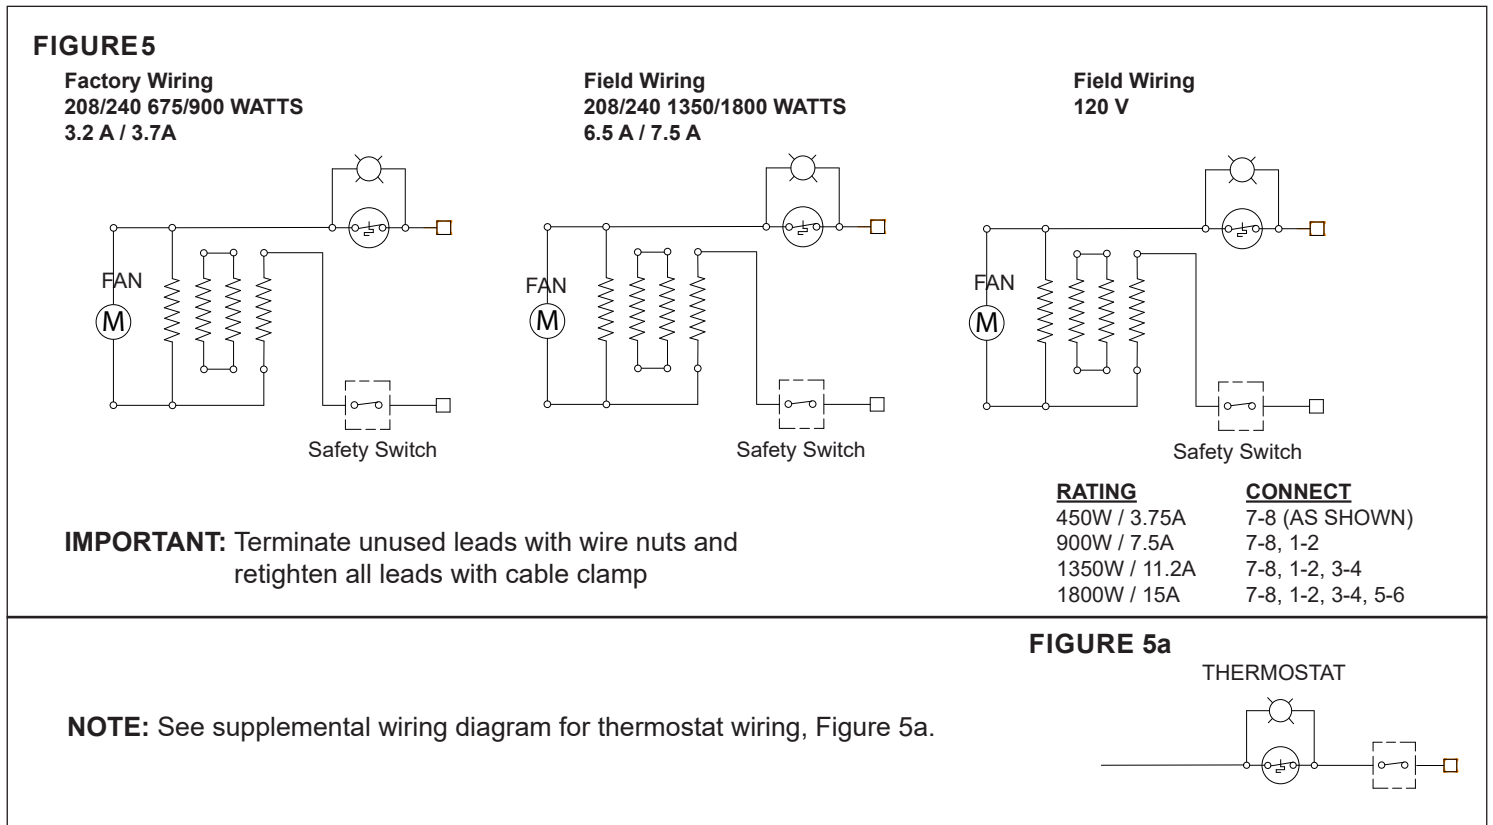 FIGURE5
Factory Wiring
208/240 675/900 WATTS
3.2 A / 3.7A
FAN
M
Safety Switch
Field Wiring
208/240 1350/1800 WATTS
6.5 A / 7.5 A
FAN
M
Safety Switch
Field Wiring
120 V
FAN
M
Safety Switch
RATING CONNECT
450W / 3.75A 7-8 (AS SHOWN)
900W / 7.5A 7-8, 1-2
1350W / 11.2A 7-8, 1-2, 3-4
1800W / 15A 7-8, 1-2, 3-4, 5-6
IMPORTANT: Terminate unused leads with wire nuts and
retighten all leads with cable clamp
FIGURE 5a
THERMOSTAT
NOTE: See supplemental wiring diagram for thermostat wiring, Figure 5a.